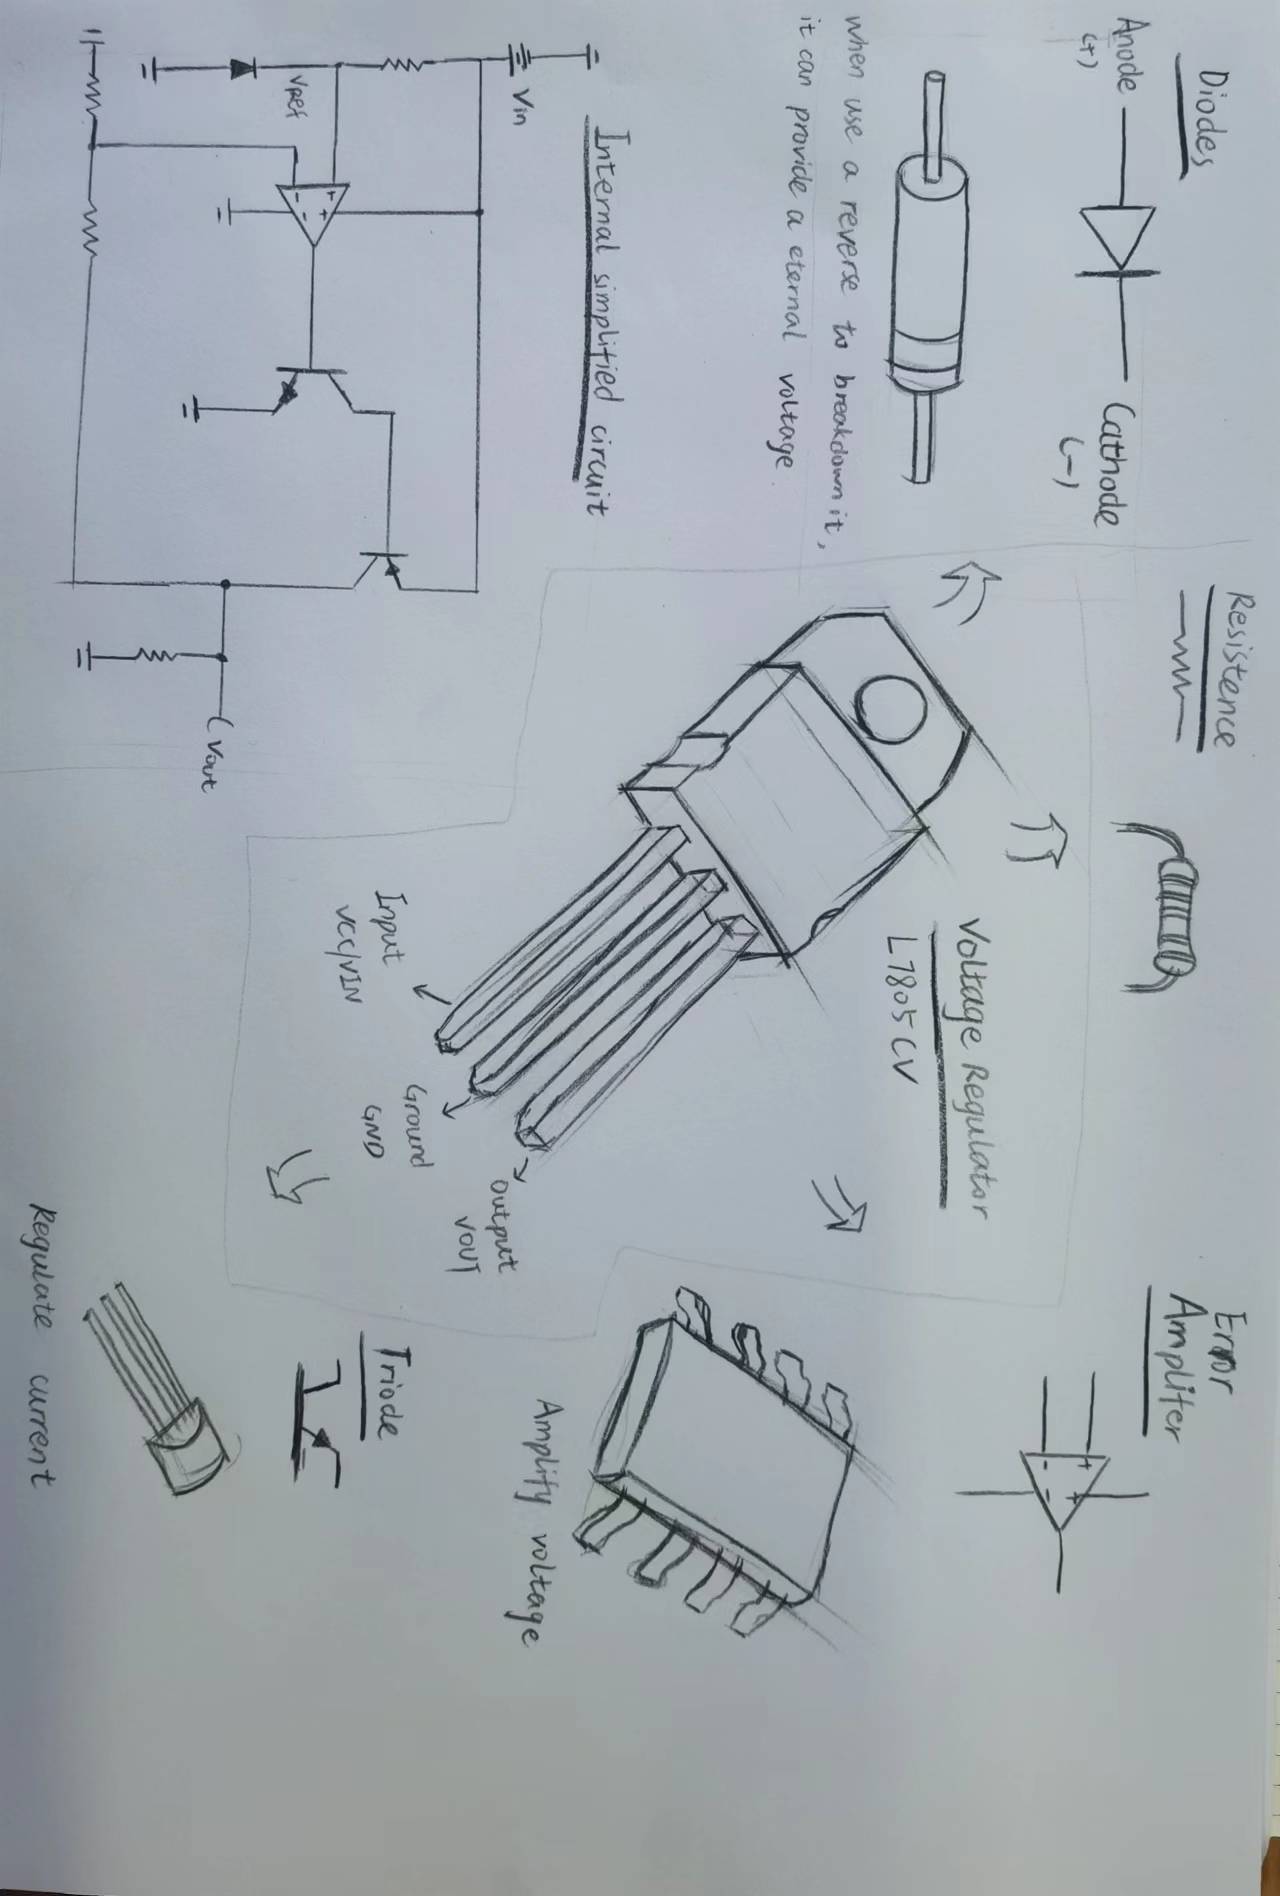 Diodes
Anode
(+)
Cathode
(-)
When use a reverse to breakdown it,
it can provide a eternal voltage
Internal simplified circuit
Vin
Vref
+
-
+
-
Vout
Resistence
Voltage Regulator
L7805CV
Input
VCC/VIN
Ground
GND
Output
VOUT
Error
Ampliter
+
-
+
-
Amplify voltage
Triode
Regulate current